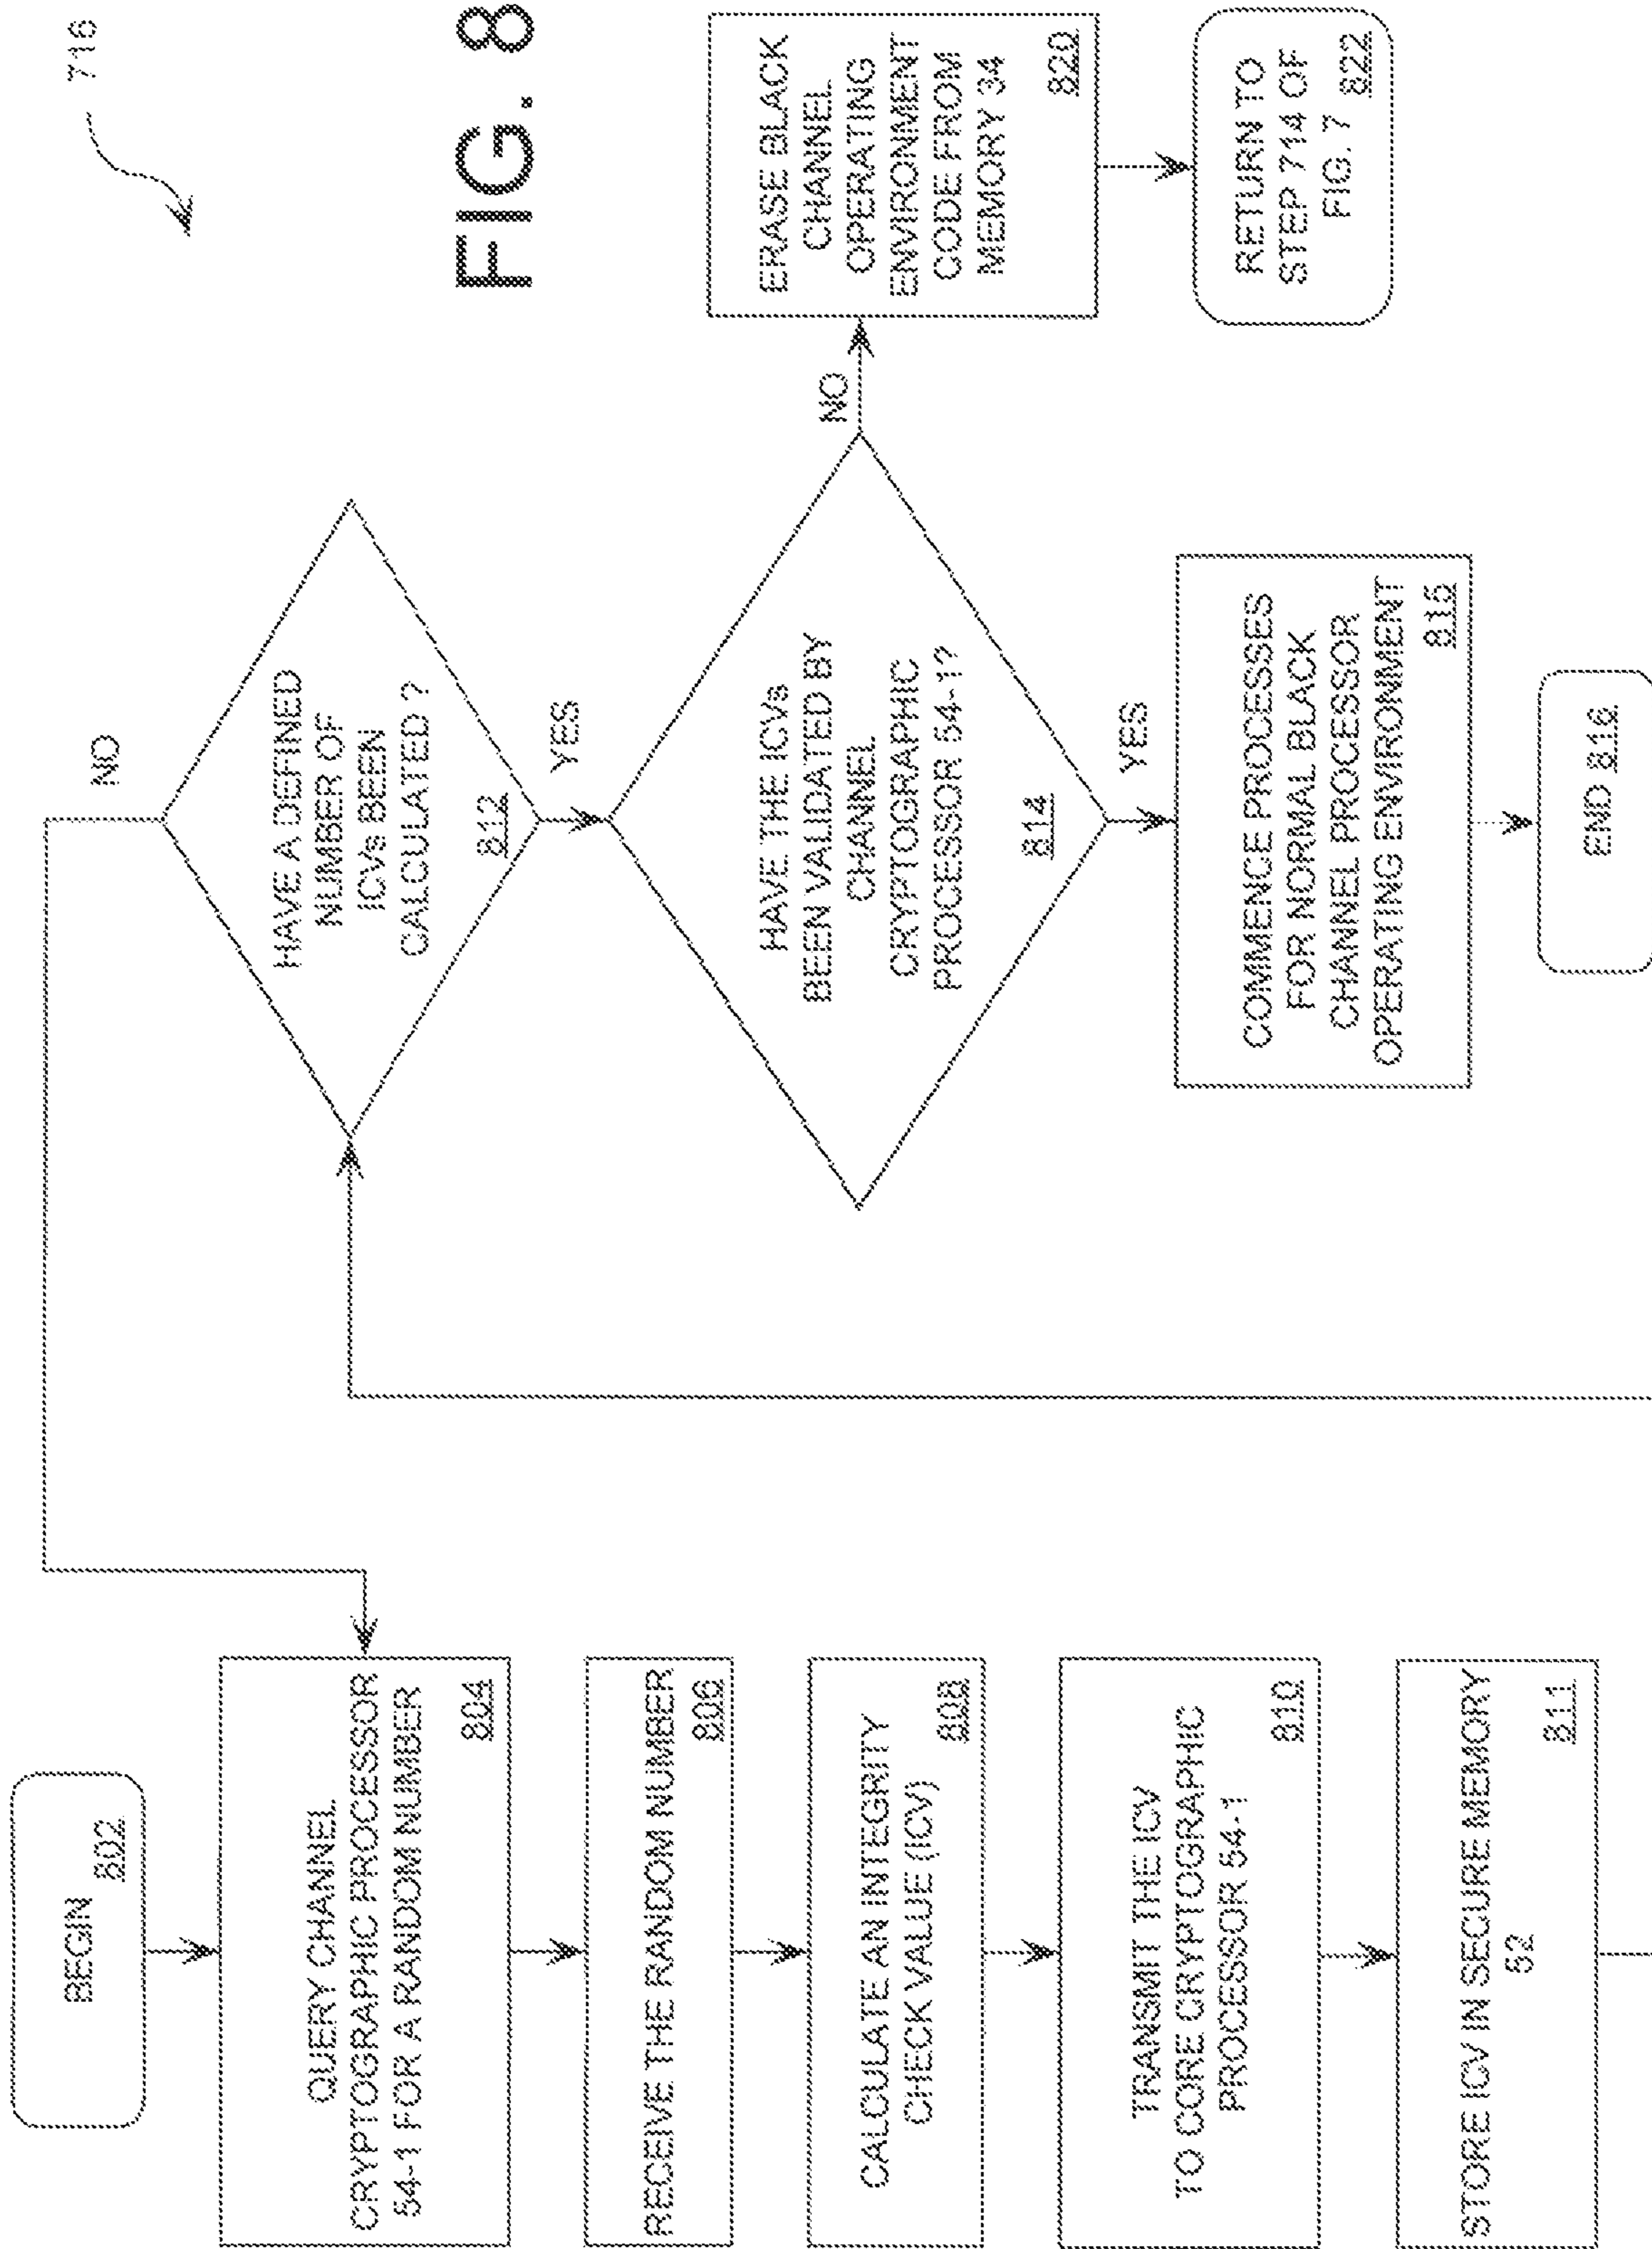 716
FIG. 8
BEGIN
802
QUERY CHANNEL
CRYPTOGRAPHIC PROCESSOR
54-1 FOR A RANDOM NUMBER
804
RECEIVE THE RANDOM NUMBER
806
CALCULATE AN INTEGRITY
CHECK VALUE (ICV)
808
TRANSMIT THE ICV
TO CORE CRYPTOGRAPHIC
PROCESSOR 54-1
810
STORE ICV IN SECURE MEMORY
52
811
NO
HAVE A DEFINED
NUMBER OF
ICVs BEEN
CALCULATED ?
812
YES
HAVE THE ICVs
BEEN VALIDATED BY
CHANNEL
CRYPTOGRAPHIC
PROCESSOR 54-1?
814
NO
YES
COMMENCE PROCESSES
FOR NORMAL BLACK
CHANNEL PROCESSOR
OPERATING ENVIRONMENT
815
END 816
ERASE BLACK
CHANNEL
OPERATING
ENVIRONMENT
CODE FROM
MEMORY 34
820
RETURN TO
STEP 714 OF
FIG. 7
822